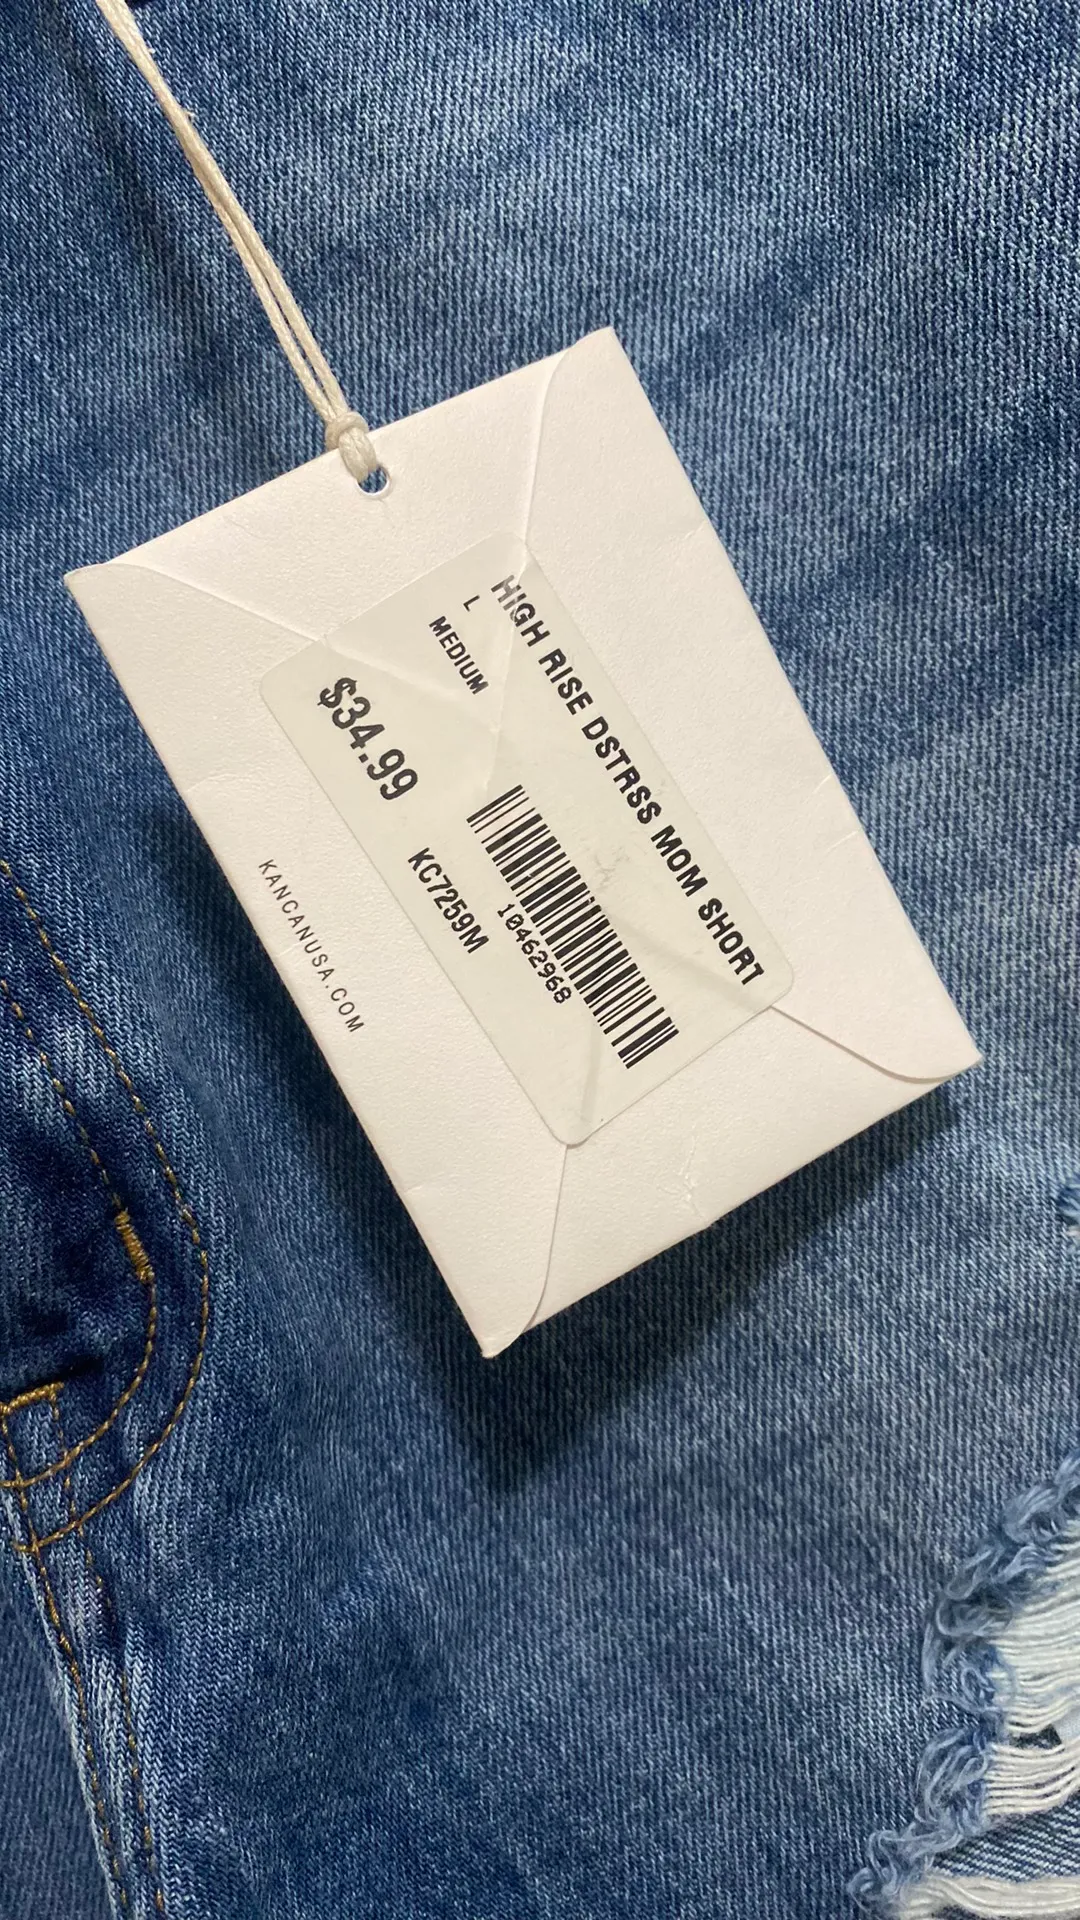 HIGH RISE DSTRSS MOM SHORT
L
MEDIUM
10462968
$34.99
KC7259M
KANCANUSA.COM